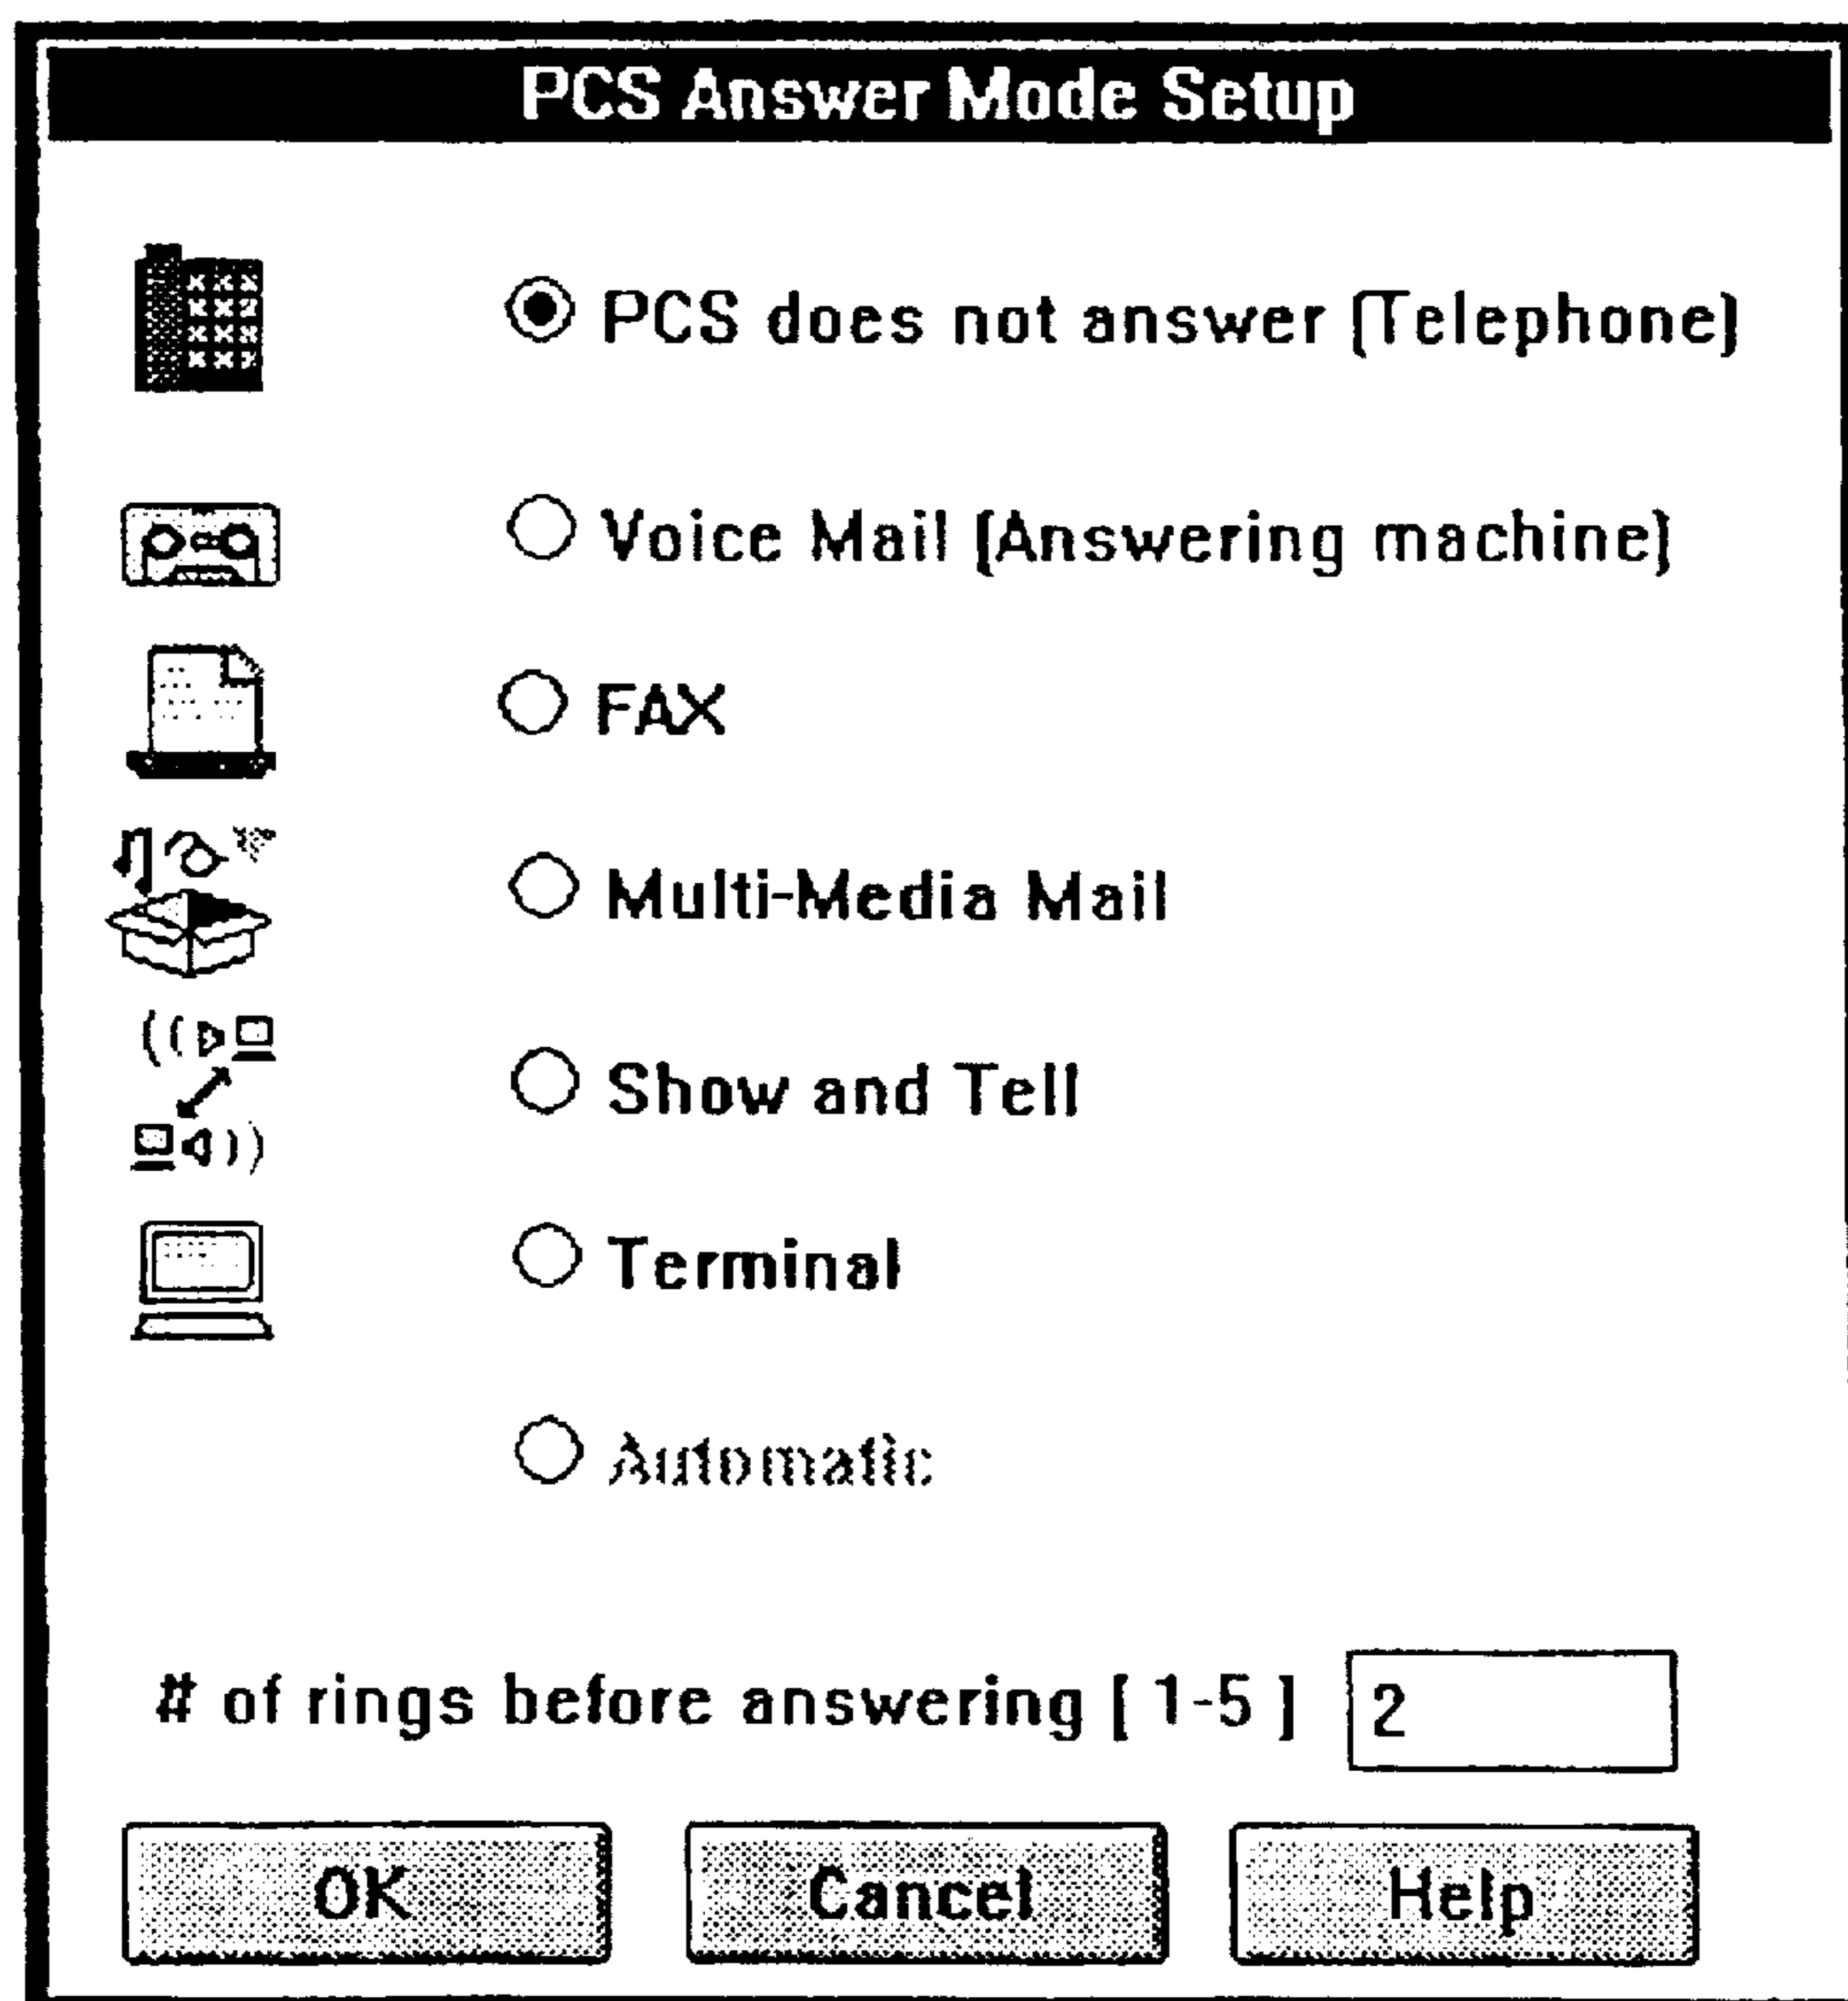 PCS Answer Mode Setup
PCS does not answer (Telephone)
Voice Mail (Answering machine)
FAX
Multi-Media Mail
Show and Tell
Terminal
Automatic
# of rings before answering [ 1-5 ] 2
OK Cancel Help